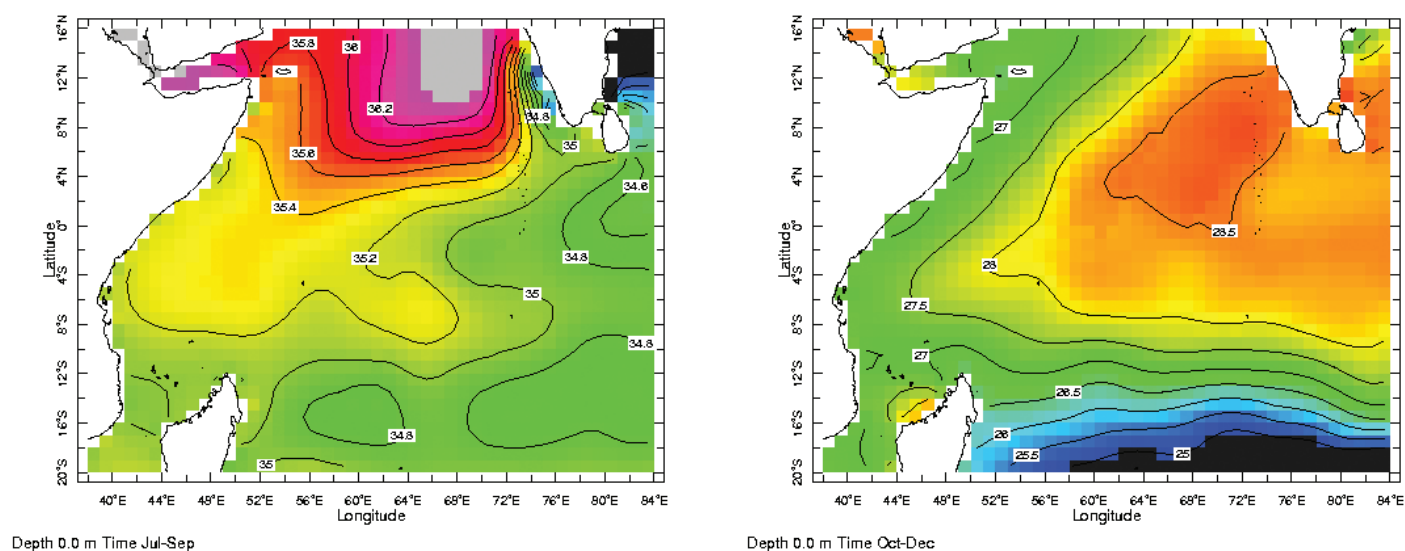 16°N
12°N
8°N
4°N
0°
4°S
8°S
12°S
16°S
20°S
Latitude
35.8
36
36.2
34.8
35
35.6
34.6
35.4
35.2
34.8
35
34.8
34.8
35
40°E 44°E 48°E 52°E 56°E 60°E 64°E 68°E 72°E 76°E 80°E 84°E
Longitude
Depth 0.0 m Time Jul-Sep
16°N
12°N
8°N
4°N
0°
4°S
8°S
12°S
16°S
20°S
Latitude
27
28.5
28
27.5
27
26.5
26
25.5
25
40°E 44°E 48°E 52°E 56°E 60°E 64°E 68°E 72°E 76°E 80°E 84°E
Longitude
Depth 0.0 m Time Oct-Dec